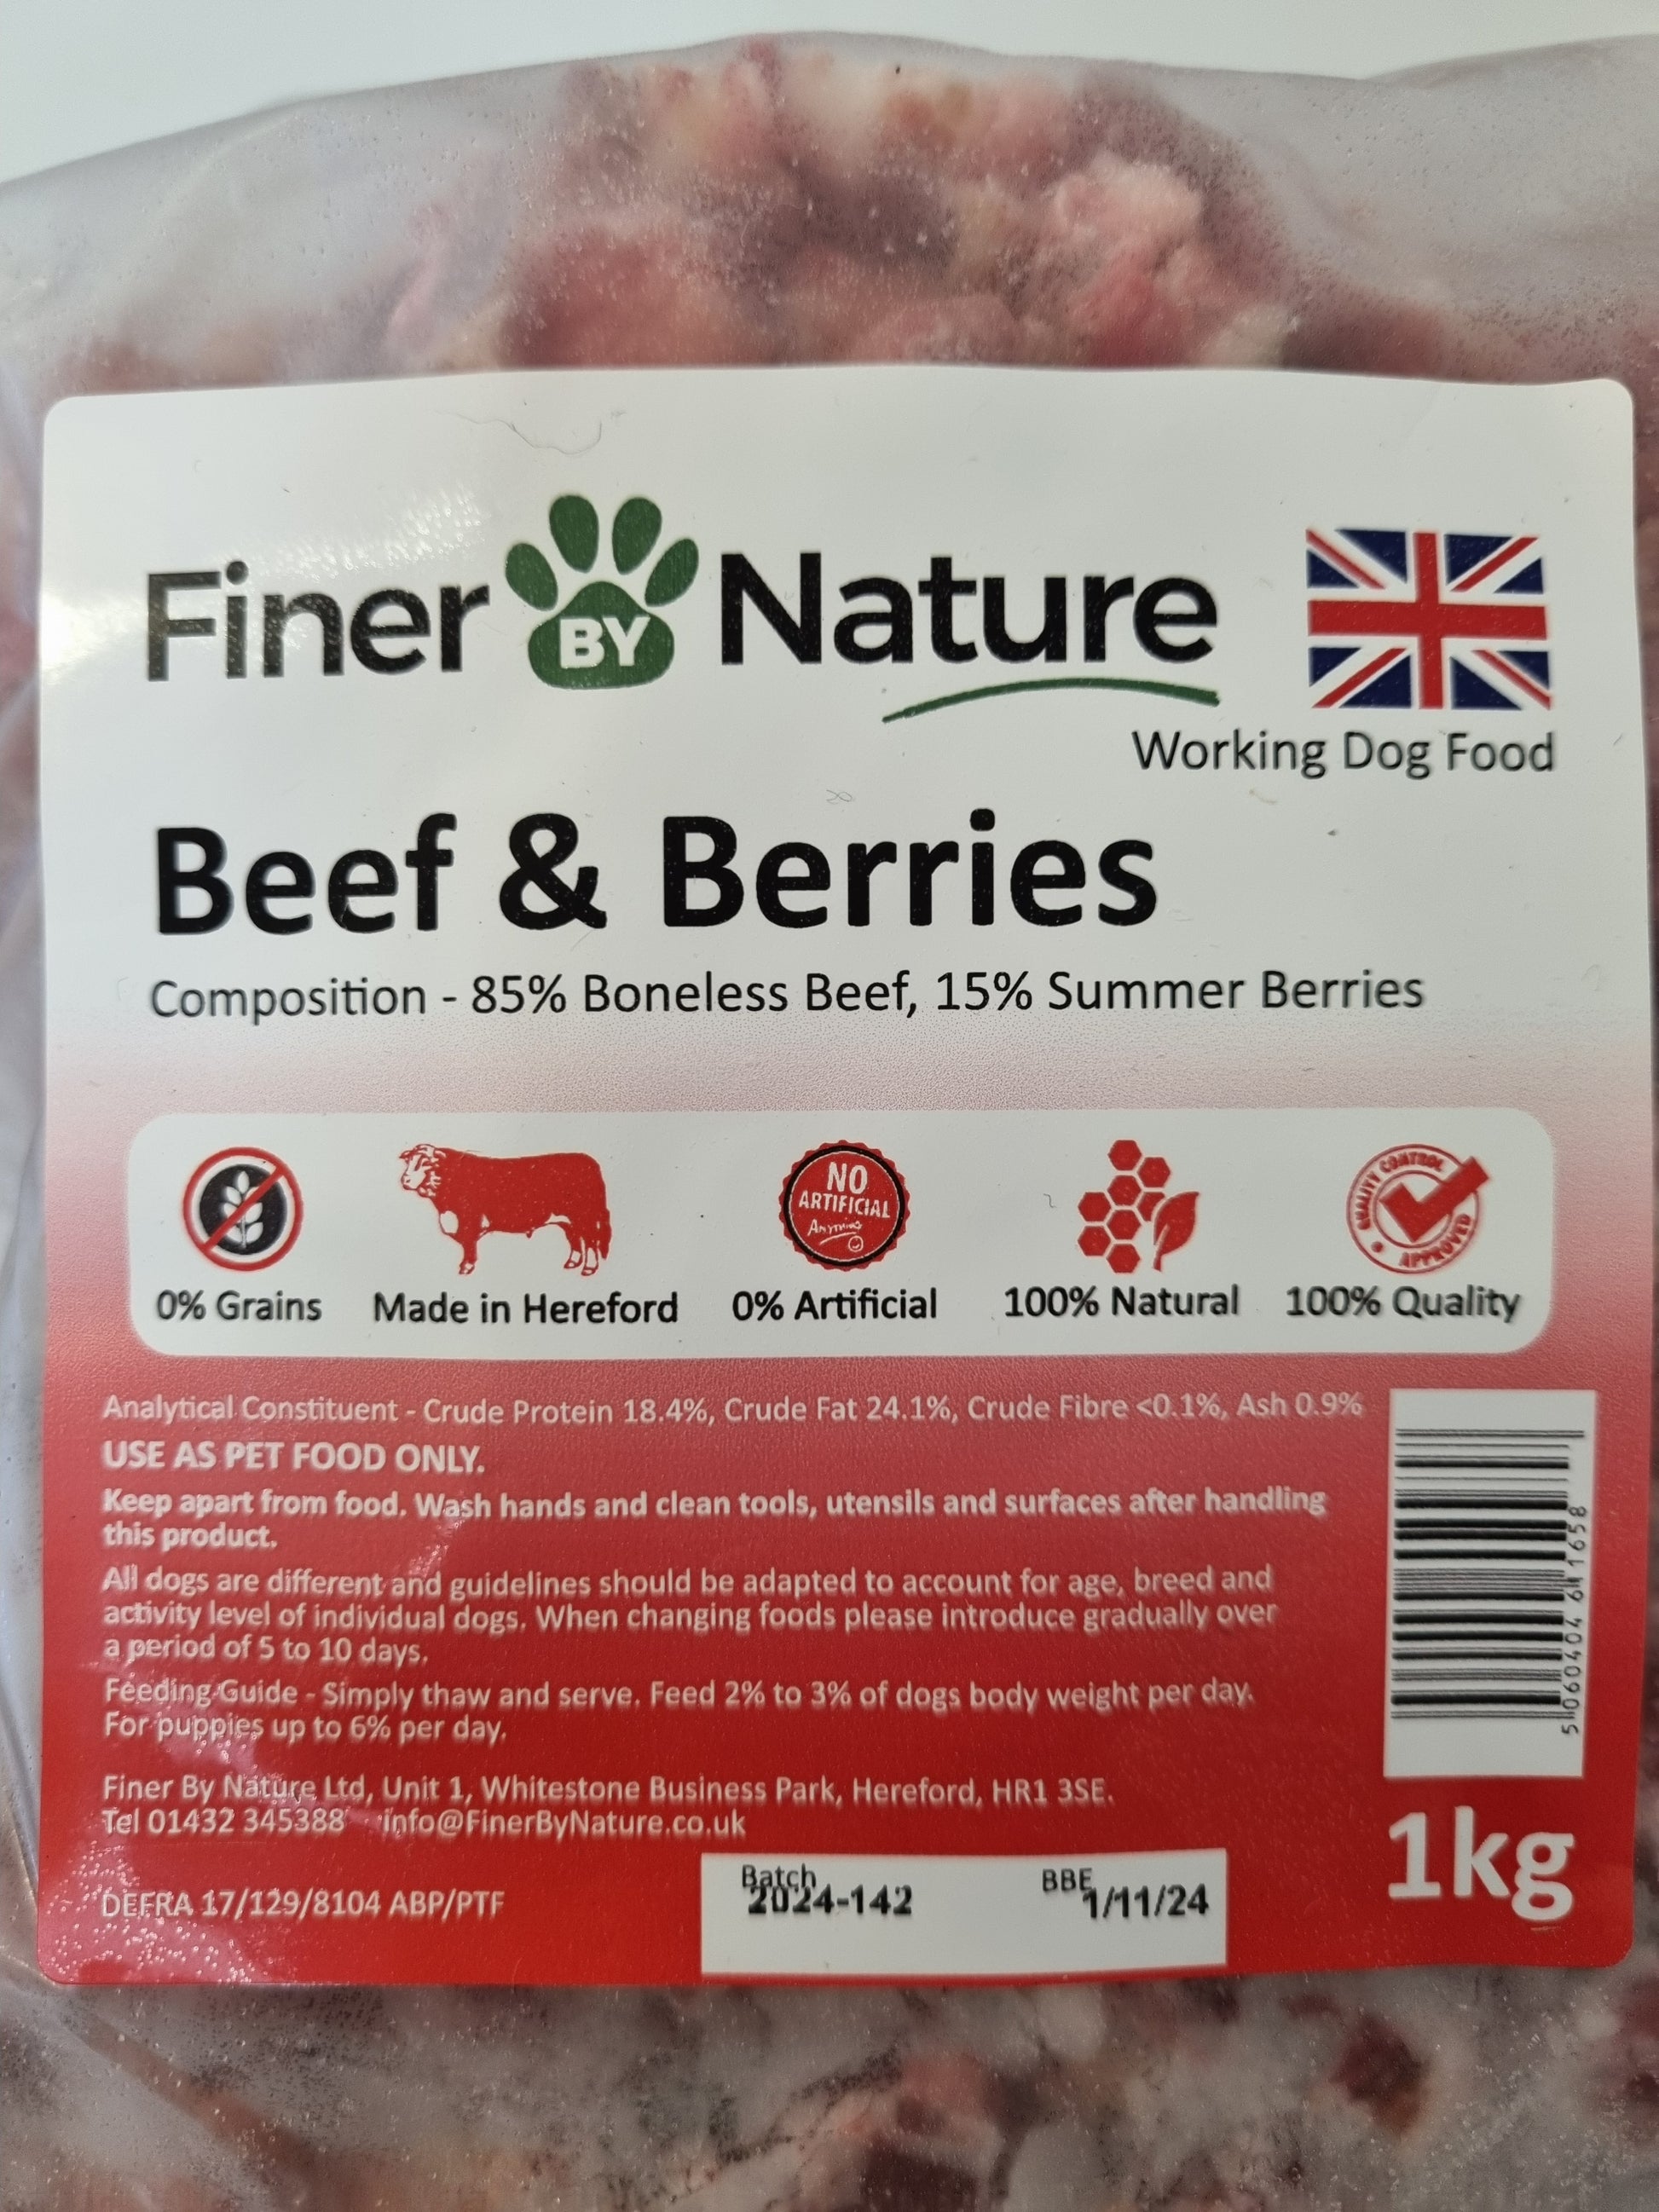 Finer BY Nature
Working Dog Food
Beef & Berries
Composition - 85% Boneless Beef, 15% Summer Berries
NO
ARTIFICIAL
Anything
QUALITY CONTROL
& APPROVED
0% Grains
Made in Hereford
0% Artificial
100% Natural
100% Quality
Analytical Constituent - Crude Protein 18.4%, Crude Fat 24.1%, Crude Fibre <0.1%, Ash 0.9%
USE AS PET FOOD ONLY.
Keep apart from food. Wash hands and clean tools, utensils and surfaces after handling
this product.
All dogs are different and guidelines should be adapted to account for age, breed and
activity level of individual dogs. When changing foods please introduce gradually over
a period of 5 to 10 days.
Feeding Guide - Simply thaw and serve. Feed 2% to 3% of dogs body weight per day.
For puppies up to 6% per day.
Finer By Nature Ltd, Unit 1, Whitestone Business Park, Hereford, HR1 3SE.
Tel 01432 345388 info@FinerByNature.co.uk
5 060404 611658
1kg
DEFRA 17/129/8104 ABP/PTF
Batch
2024-142
BBE
1/11/24